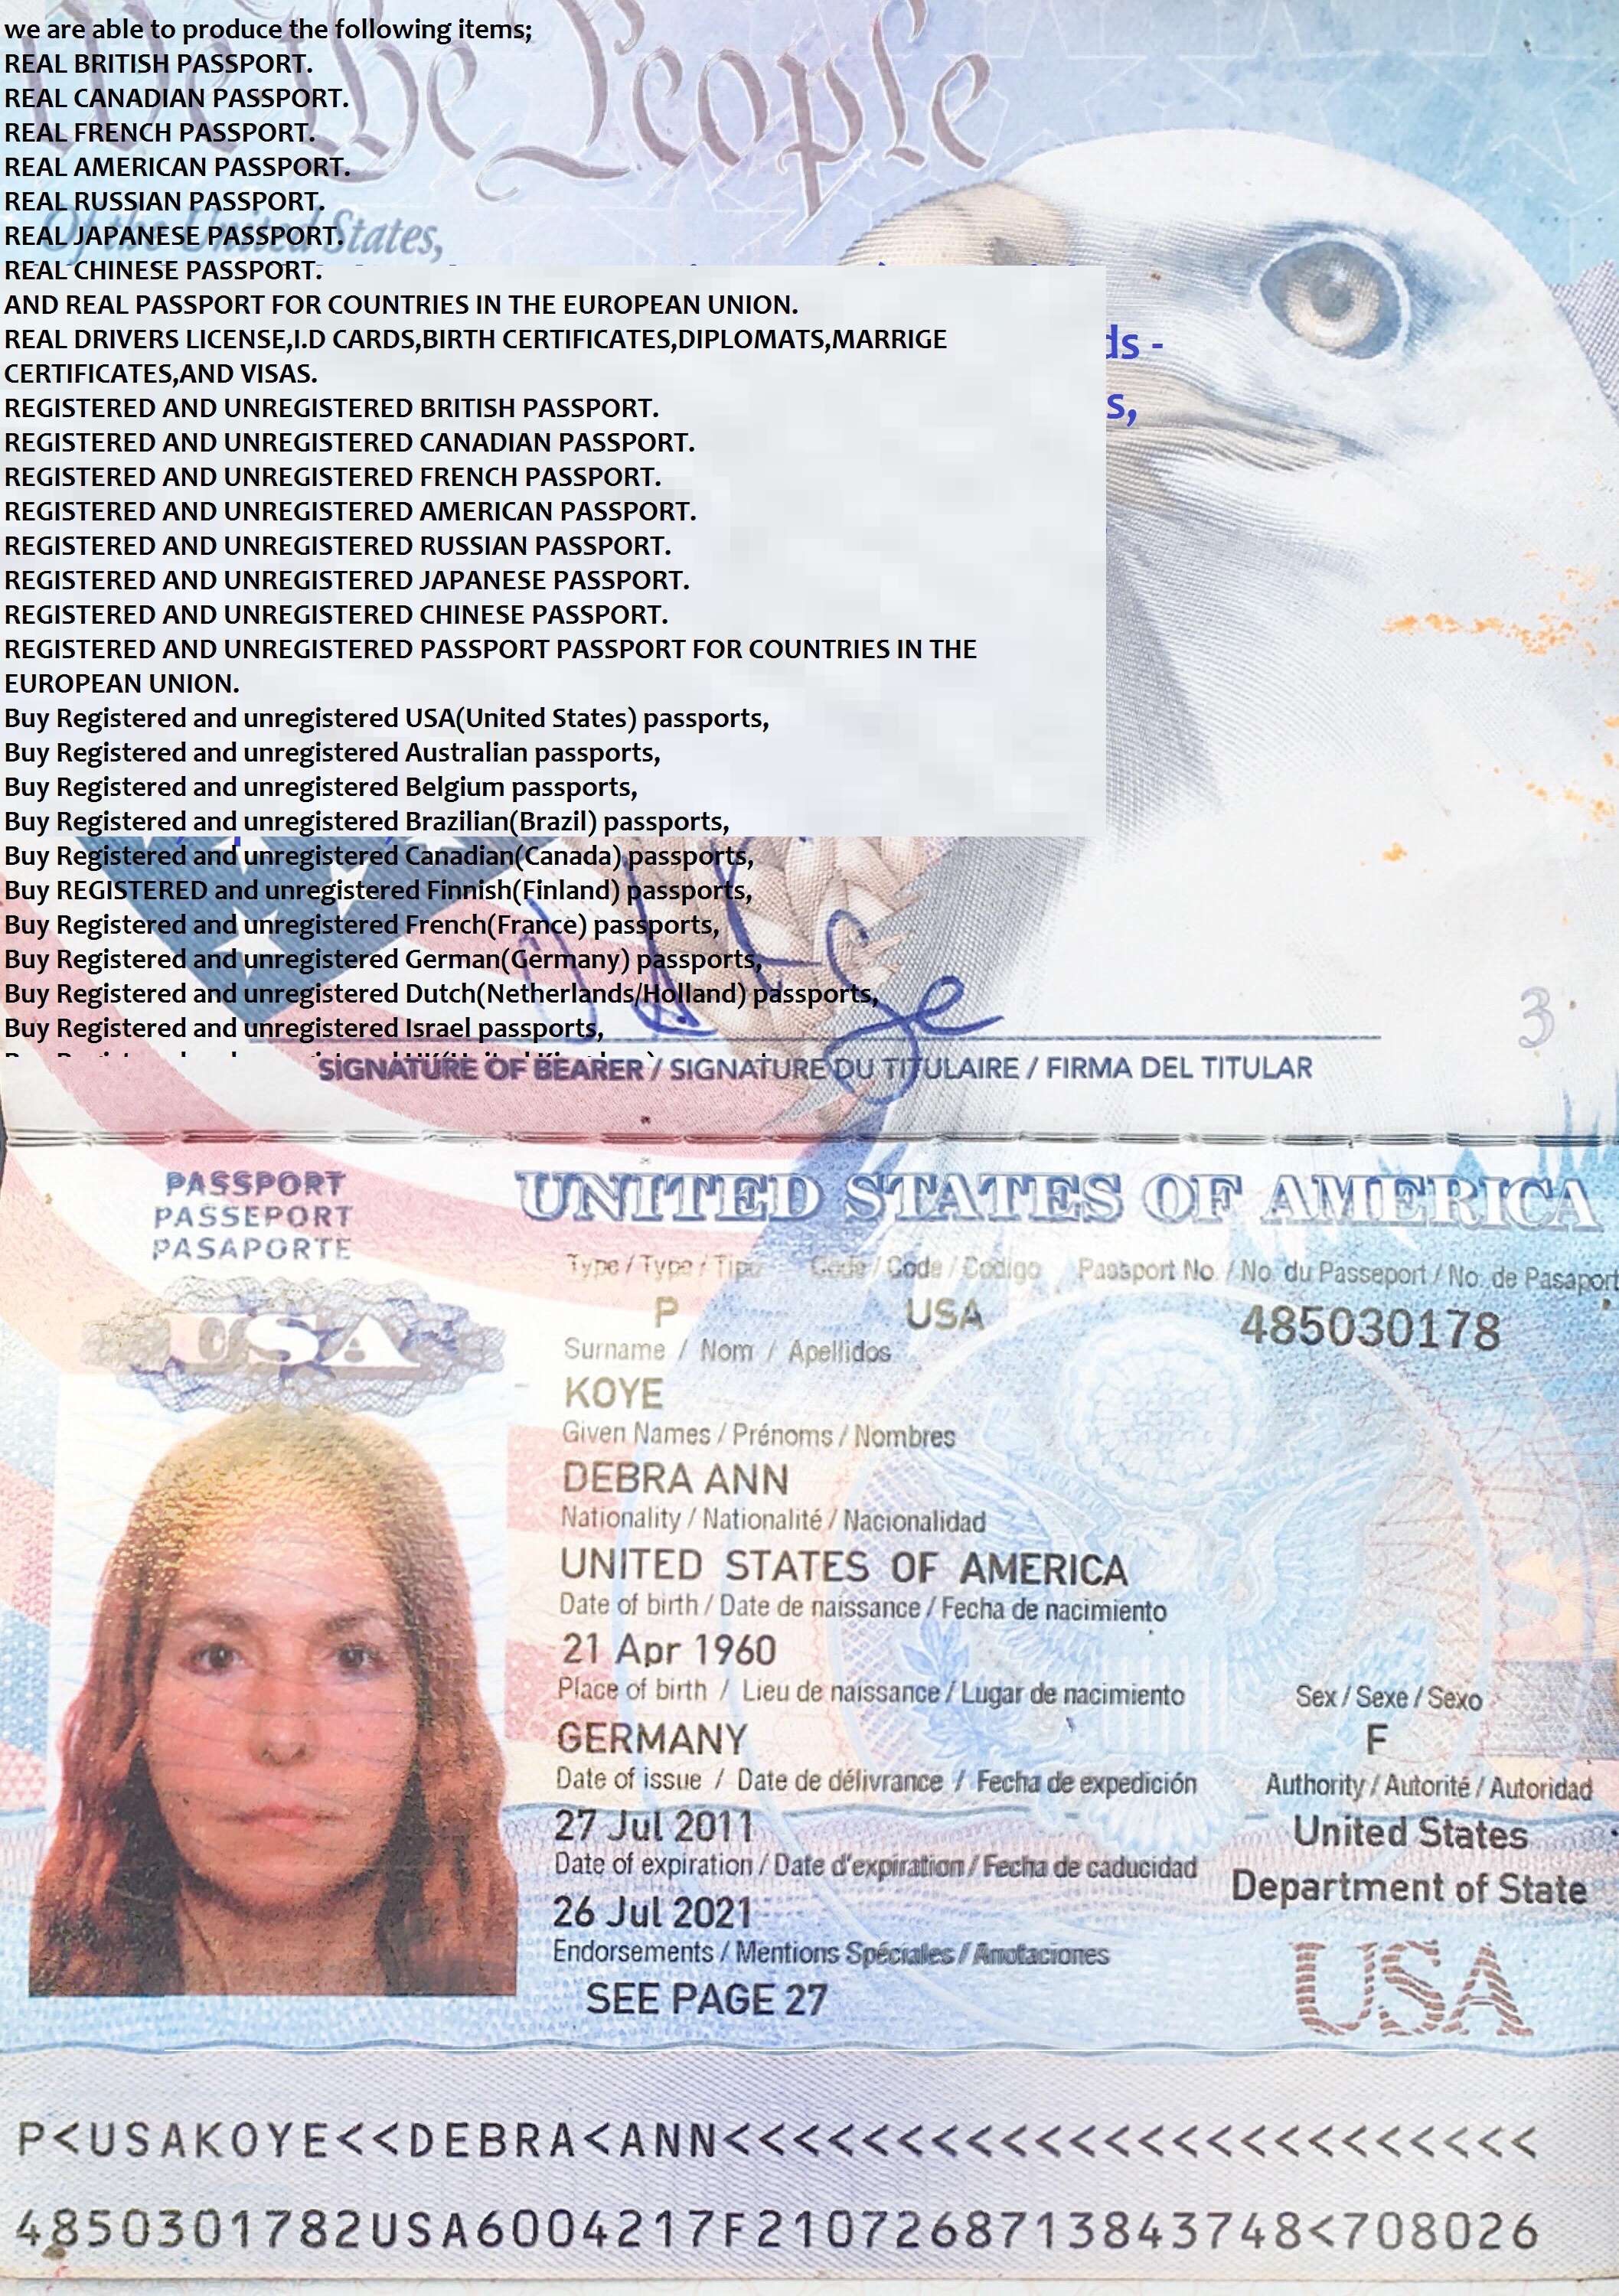 we are able to produce the following items;
REAL BRITISH PASSPORT.
REAL CANADIAN PASSPORT.
REAL FRENCH PASSPORT.
REAL AMERICAN PASSPORT.
REAL RUSSIAN PASSPORT.
REAL JAPANESE PASSPORT.
REAL CHINESE PASSPORT.
AND REAL PASSPORT FOR COUNTRIES IN THE EUROPEAN UNION.
REAL DRIVERS LICENSE,I.D CARDS,BIRTH CERTIFICATES,DIPLOMATS,MARRIGE
CERTIFICATES,AND VISAS.
REGISTERED AND UNREGISTERED BRITISH PASSPORT.
REGISTERED AND UNREGISTERED CANADIAN PASSPORT.
REGISTERED AND UNREGISTERED FRENCH PASSPORT.
REGISTERED AND UNREGISTERED AMERICAN PASSPORT.
REGISTERED AND UNREGISTERED RUSSIAN PASSPORT.
REGISTERED AND UNREGISTERED JAPANESE PASSPORT.
REGISTERED AND UNREGISTERED CHINESE PASSPORT.
REGISTERED AND UNREGISTERED PASSPORT PASSPORT FOR COUNTRIES IN THE
EUROPEAN UNION.
Buy Registered and unregistered USA(United States) passports,
Buy Registered and unregistered Australian passports,
Buy Registered and unregistered Belgium passports,
Buy Registered and unregistered Brazilian(Brazil) passports,
Buy Registered and unregistered Canadian(Canada) passports,
Buy REGISTERED and unregistered Finnish(Finland) passports,
Buy Registered and unregistered French(France) passports,
Buy Registered and unregistered German(Germany) passports,
Buy Registered and unregistered Dutch(Netherlands/Holland) passports,
Buy Registered and unregistered Israel passports,
We the People
Of the United States,
3
SIGNATURE OF BEARER / SIGNATURE DU TITULAIRE / FIRMA DEL TITULAR
PASSPORT
PASSEPORT
PASAPORTE
UNITED STATES OF AMERICA
USA
Type / Type / Tipo Code / Code / Codigo Passport No. / No. du Passeport / No. de Pasaport
P USA 485030178
Surname / Nom / Apellidos
KOYE
Given Names / Prénoms / Nombres
DEBRA ANN
Nationality / Nationalité / Nacionalidad
UNITED STATES OF AMERICA
Date of birth / Date de naissance / Fecha de nacimiento
21 Apr 1960
Place of birth / Lieu de naissance / Lugar de nacimiento Sex / Sexe / Sexo
GERMANY F
Date of issue / Date de délivrance / Fecha de expedición Authority / Autorité / Autoridad
27 Jul 2011 United States
Date of expiration / Date d'expiration / Fecha de caducidad
26 Jul 2021 Department of State
Endorsements / Mentions Spéciales / Anotaciones
SEE PAGE 27
USA
P<USAKOYE<<DEBRA<ANN<<<<<<<<<<<<<<<<<<<<<<<<
4850301782USA6004217F2107268713843748<708026